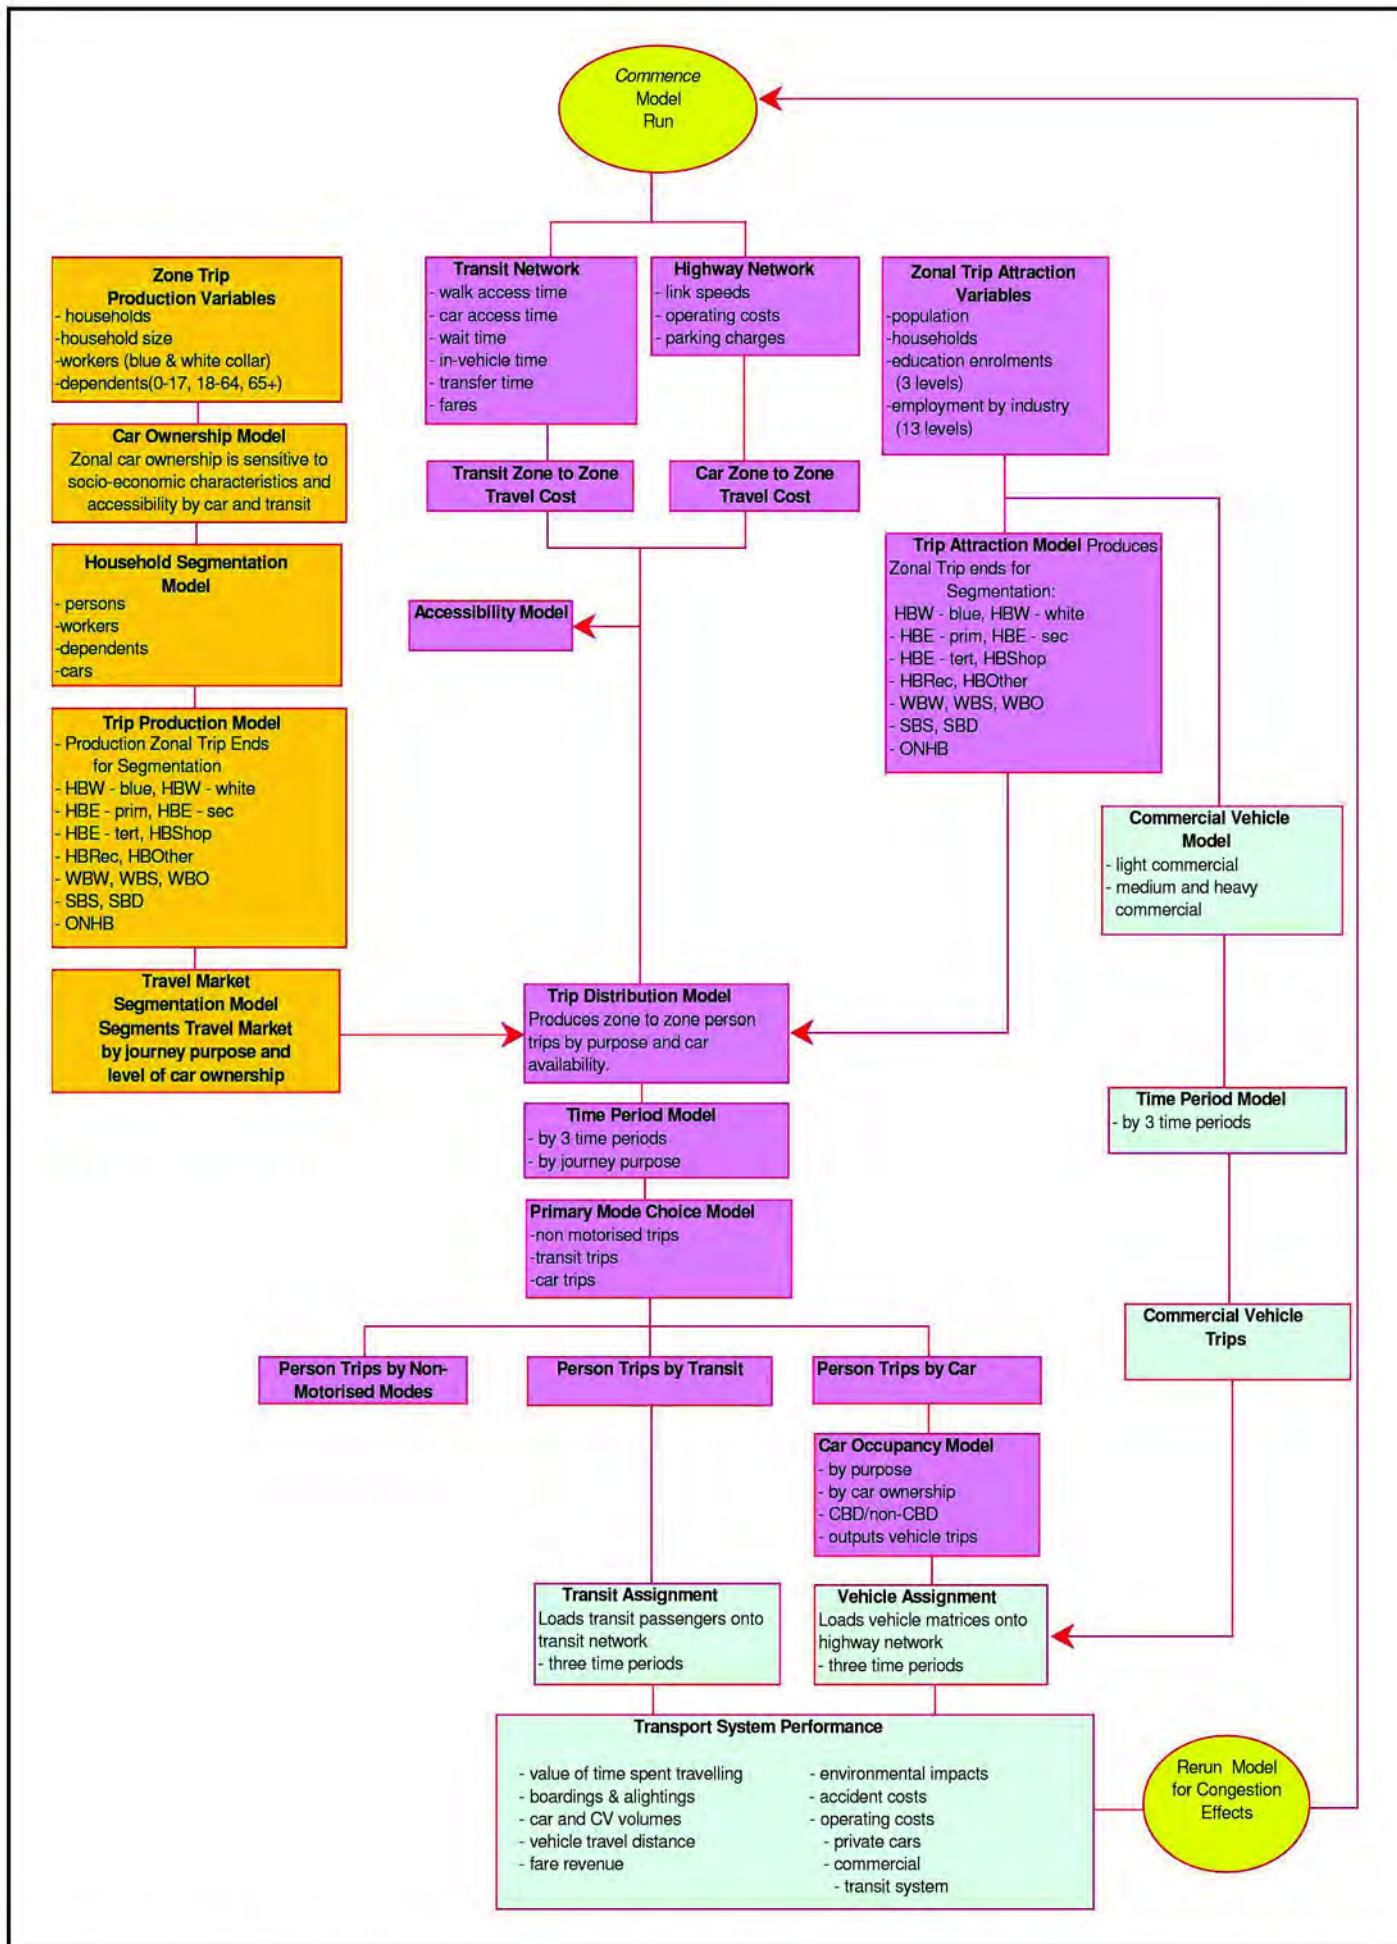 Commence
Model
Run
Zone Trip
Production Variables
- households
-household size
-workers (blue & white collar)
-dependents(0-17, 18-64, 65+)
Car Ownership Model
Zonal car ownership is sensitive to
socio-economic characteristics and
accessibility by car and transit
Household Segmentation
Model
- persons
-workers
-dependents
-cars
Trip Production Model
- Production Zonal Trip Ends
for Segmentation
- HBW - blue, HBW - white
- HBE - prim, HBE - sec
- HBE - tert, HBShop
- HBRec, HBOther
- WBW, WBS, WBO
- SBS, SBD
- ONHB
Travel Market
Segmentation Model
Segments Travel Market
by journey purpose and
level of car ownership
Transit Network
- walk access time
- car access time
- wait time
- in-vehicle time
- transfer time
- fares
Highway Network
- link speeds
- operating costs
- parking charges
Transit Zone to Zone
Travel Cost
Car Zone to Zone
Travel Cost
Accessibility Model
Zonal Trip Attraction
Variables
-population
-households
-education enrolments
(3 levels)
-employment by industry
(13 levels)
Trip Attraction Model Produces
Zonal Trip ends for
Segmentation:
HBW - blue, HBW - white
- HBE - prim, HBE - sec
- HBE - tert, HBShop
- HBRec, HBOther
- WBW, WBS, WBO
- SBS, SBD
- ONHB
Commercial Vehicle
Model
- light commercial
- medium and heavy
commercial
Trip Distribution Model
Produces zone to zone person
trips by purpose and car
availability.
Time Period Model
- by 3 time periods
- by journey purpose
Time Period Model
- by 3 time periods
Primary Mode Choice Model
-non motorised trips
-transit trips
-car trips
Commercial Vehicle
Trips
Person Trips by Non-
Motorised Modes
Person Trips by Transit
Person Trips by Car
Car Occupancy Model
- by purpose
- by car ownership
- CBD/non-CBD
- outputs vehicle trips
Transit Assignment
Loads transit passengers onto
transit network
- three time periods
Vehicle Assignment
Loads vehicle matrices onto
highway network
- three time periods
Transport System Performance
- value of time spent travelling
- boardings & alightings
- car and CV volumes
- vehicle travel distance
- fare revenue
- environmental impacts
- accident costs
- operating costs
- private cars
- commercial
- transit system
Rerun Model
for Congestion
Effects